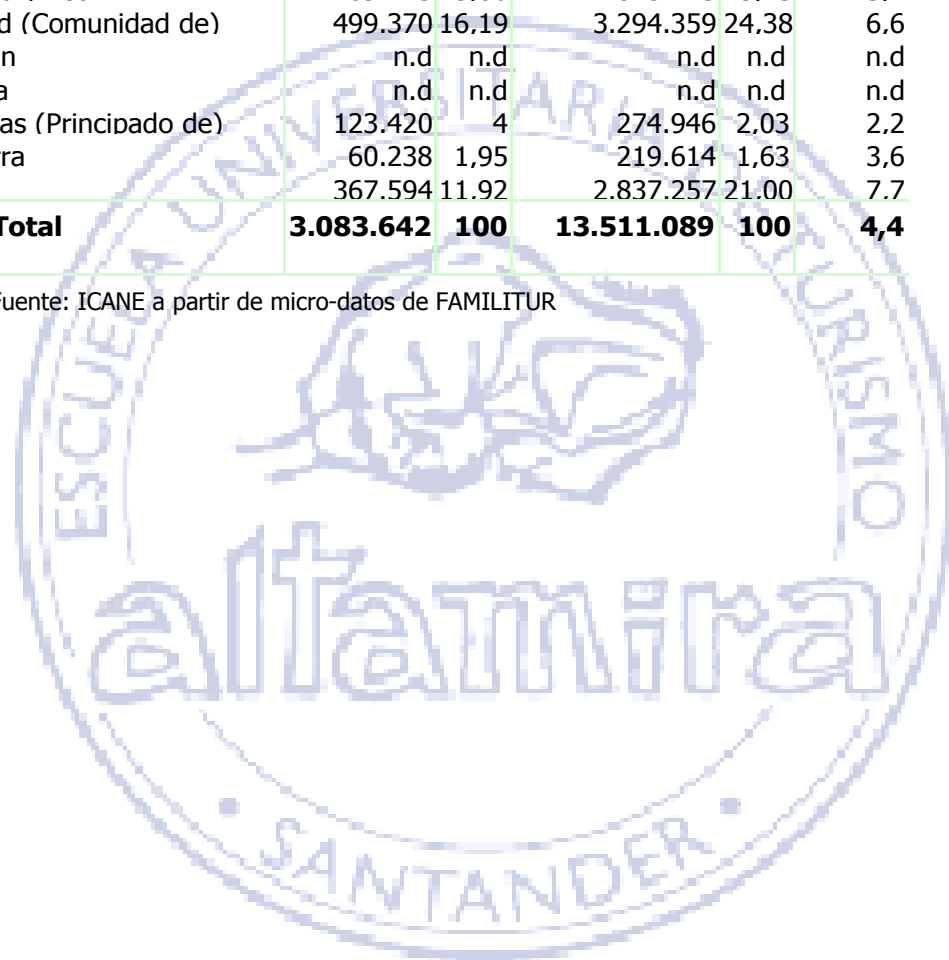 d (Comunidad de) 499.370 16,19 3.294.359 24,38 6,6
n n.d n.d n.d n.d n.d
a n.d n.d n.d n.d n.d
as (Principado de) 123.420 4 274.946 2,03 2,2
rra 60.238 1,95 219.614 1,63 3,6
367.594 11.92 2.837.257 21.00 7.7
Total 3.083.642 100 13.511.089 100 4,4
Fuente: ICANE a partir de micro-datos de FAMILITUR
ESCUELA UNIVERSITARIA TURISMO
altamira
• SANTANDER •